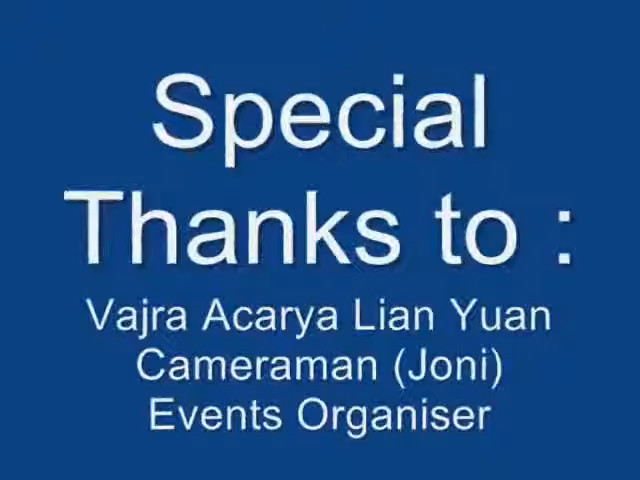 Special
Thanks to :
Vajra Acarya Lian Yuan
Cameraman (Joni)
Events Organiser